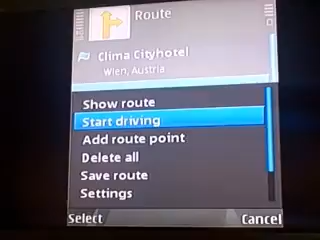 Route
Clima Cityhotel
Wien, Austria
Show route
Start driving
Add route point
Delete all
Save route
Settings
Select Cancel